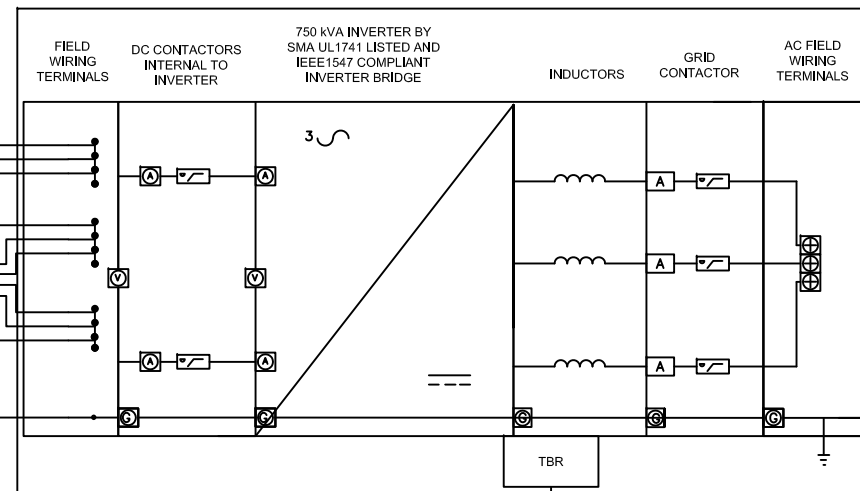 FIELD
WIRING
TERMINALS
DC CONTACTORS
INTERNAL TO
INVERTER
750 kVA INVERTER BY
SMA UL1741 LISTED AND
IEEE1547 COMPLIANT
INVERTER BRIDGE
INDUCTORS
GRID
CONTACTOR
AC FIELD
WIRING
TERMINALS
3
A
A
A
V
V
A
A
A
A
A
G
G
G
G
G
TBR